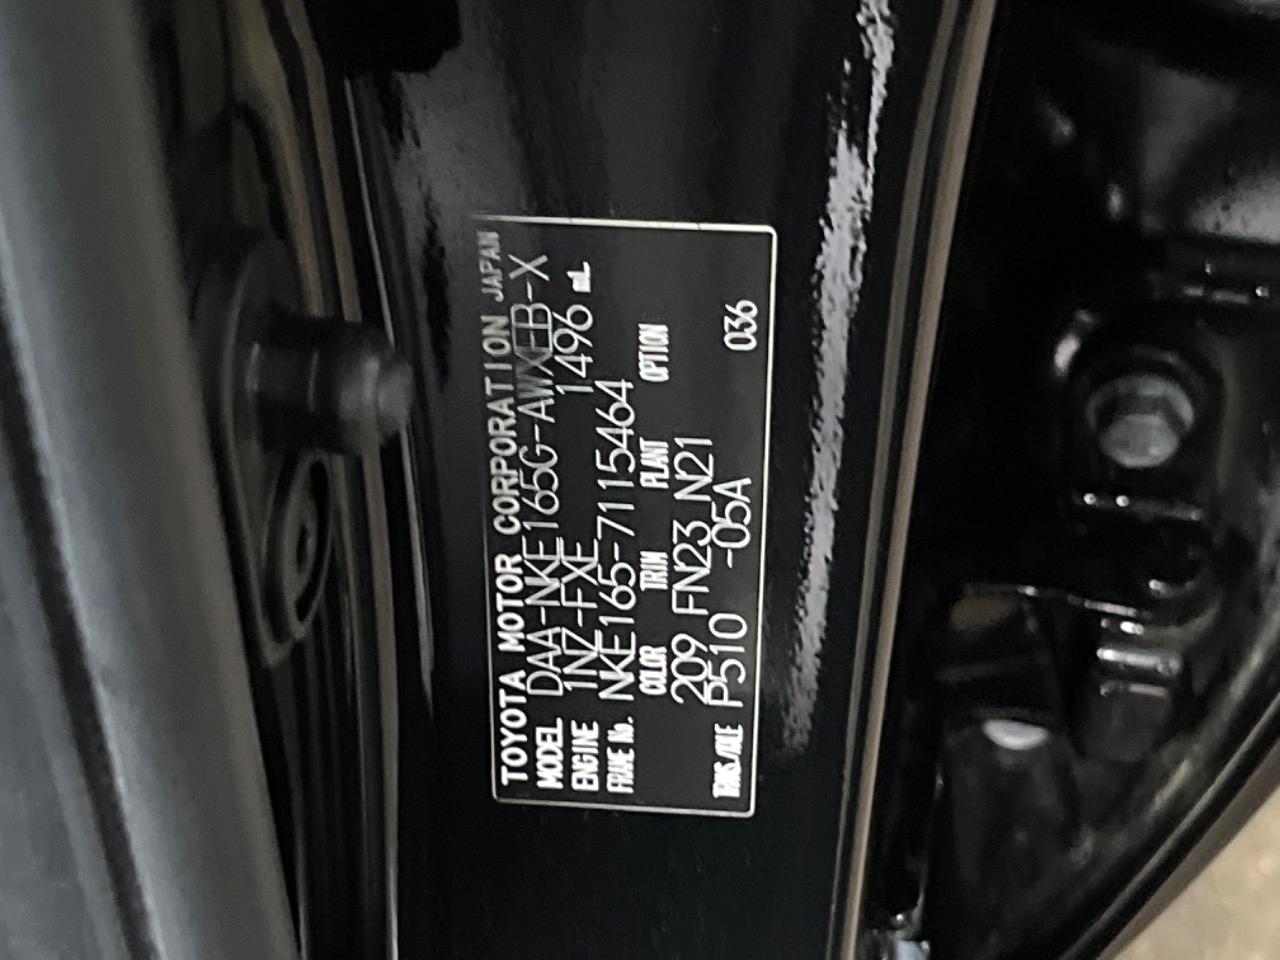 TOYOTA MOTOR CORPORATION JAPAN
MODEL DAA-NKE165G-AWXEB-X
ENGINE 1NZ-FXE 1496 mL
FRAME No. NKE165-7115464
COLOR TRIM PLANT OPTION
209 FN23 N21
TRANS./AXLE P510 -05A 036